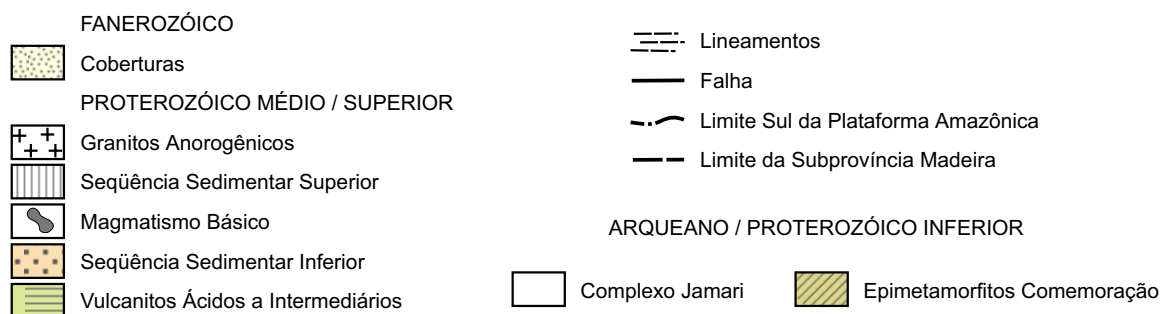 FANEROZÓICO
Coberturas
PROTEROZÓICO MÉDIO / SUPERIOR
Granitos Anorogênicos
Seqüência Sedimentar Superior
Magmatismo Básico
Seqüência Sedimentar Inferior
Vulcanitos Ácidos a Intermediários
Lineamentos
Falha
Limite Sul da Plataforma Amazônica
Limite da Subprovíncia Madeira
ARQUEANO / PROTEROZÓICO INFERIOR
Complexo Jamari
Epimetamorfitos Comemoração